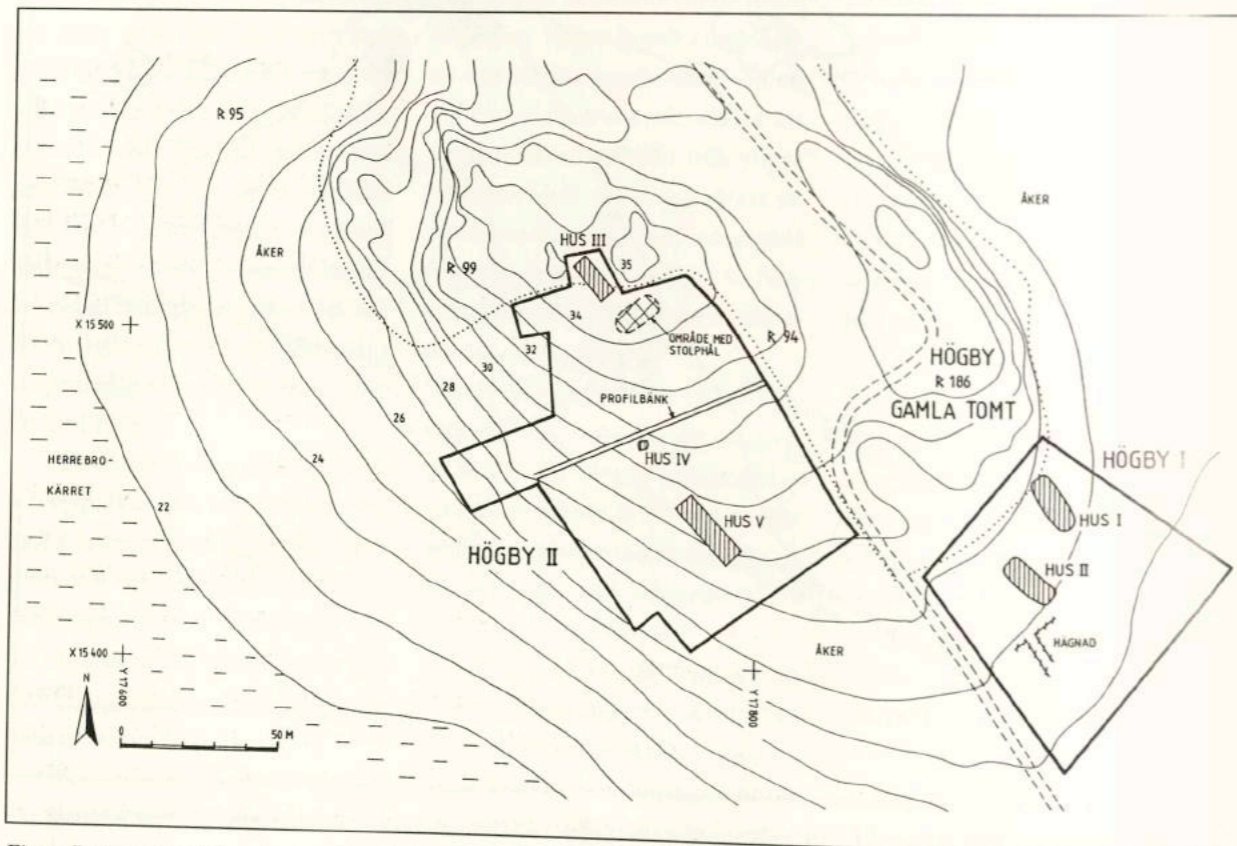 R 95
ÅKER
ÅKER
HUS III
R 99
35
34
OMRÅDE MED
STOLPHÅL
R 94
X 15 500
32
30
28
26
24
22
HÖGBY
R 186
GAMLA TOMT
PROFILBÄNK
HUS IV
HUS V
HERREBRO-
KÄRRET
HÖGBY I
HUS I
HUS II
HÄGNAD
HÖGBY II
ÅKER
X 15 400
Y 17 600
Y 17 800
N
0
50 M